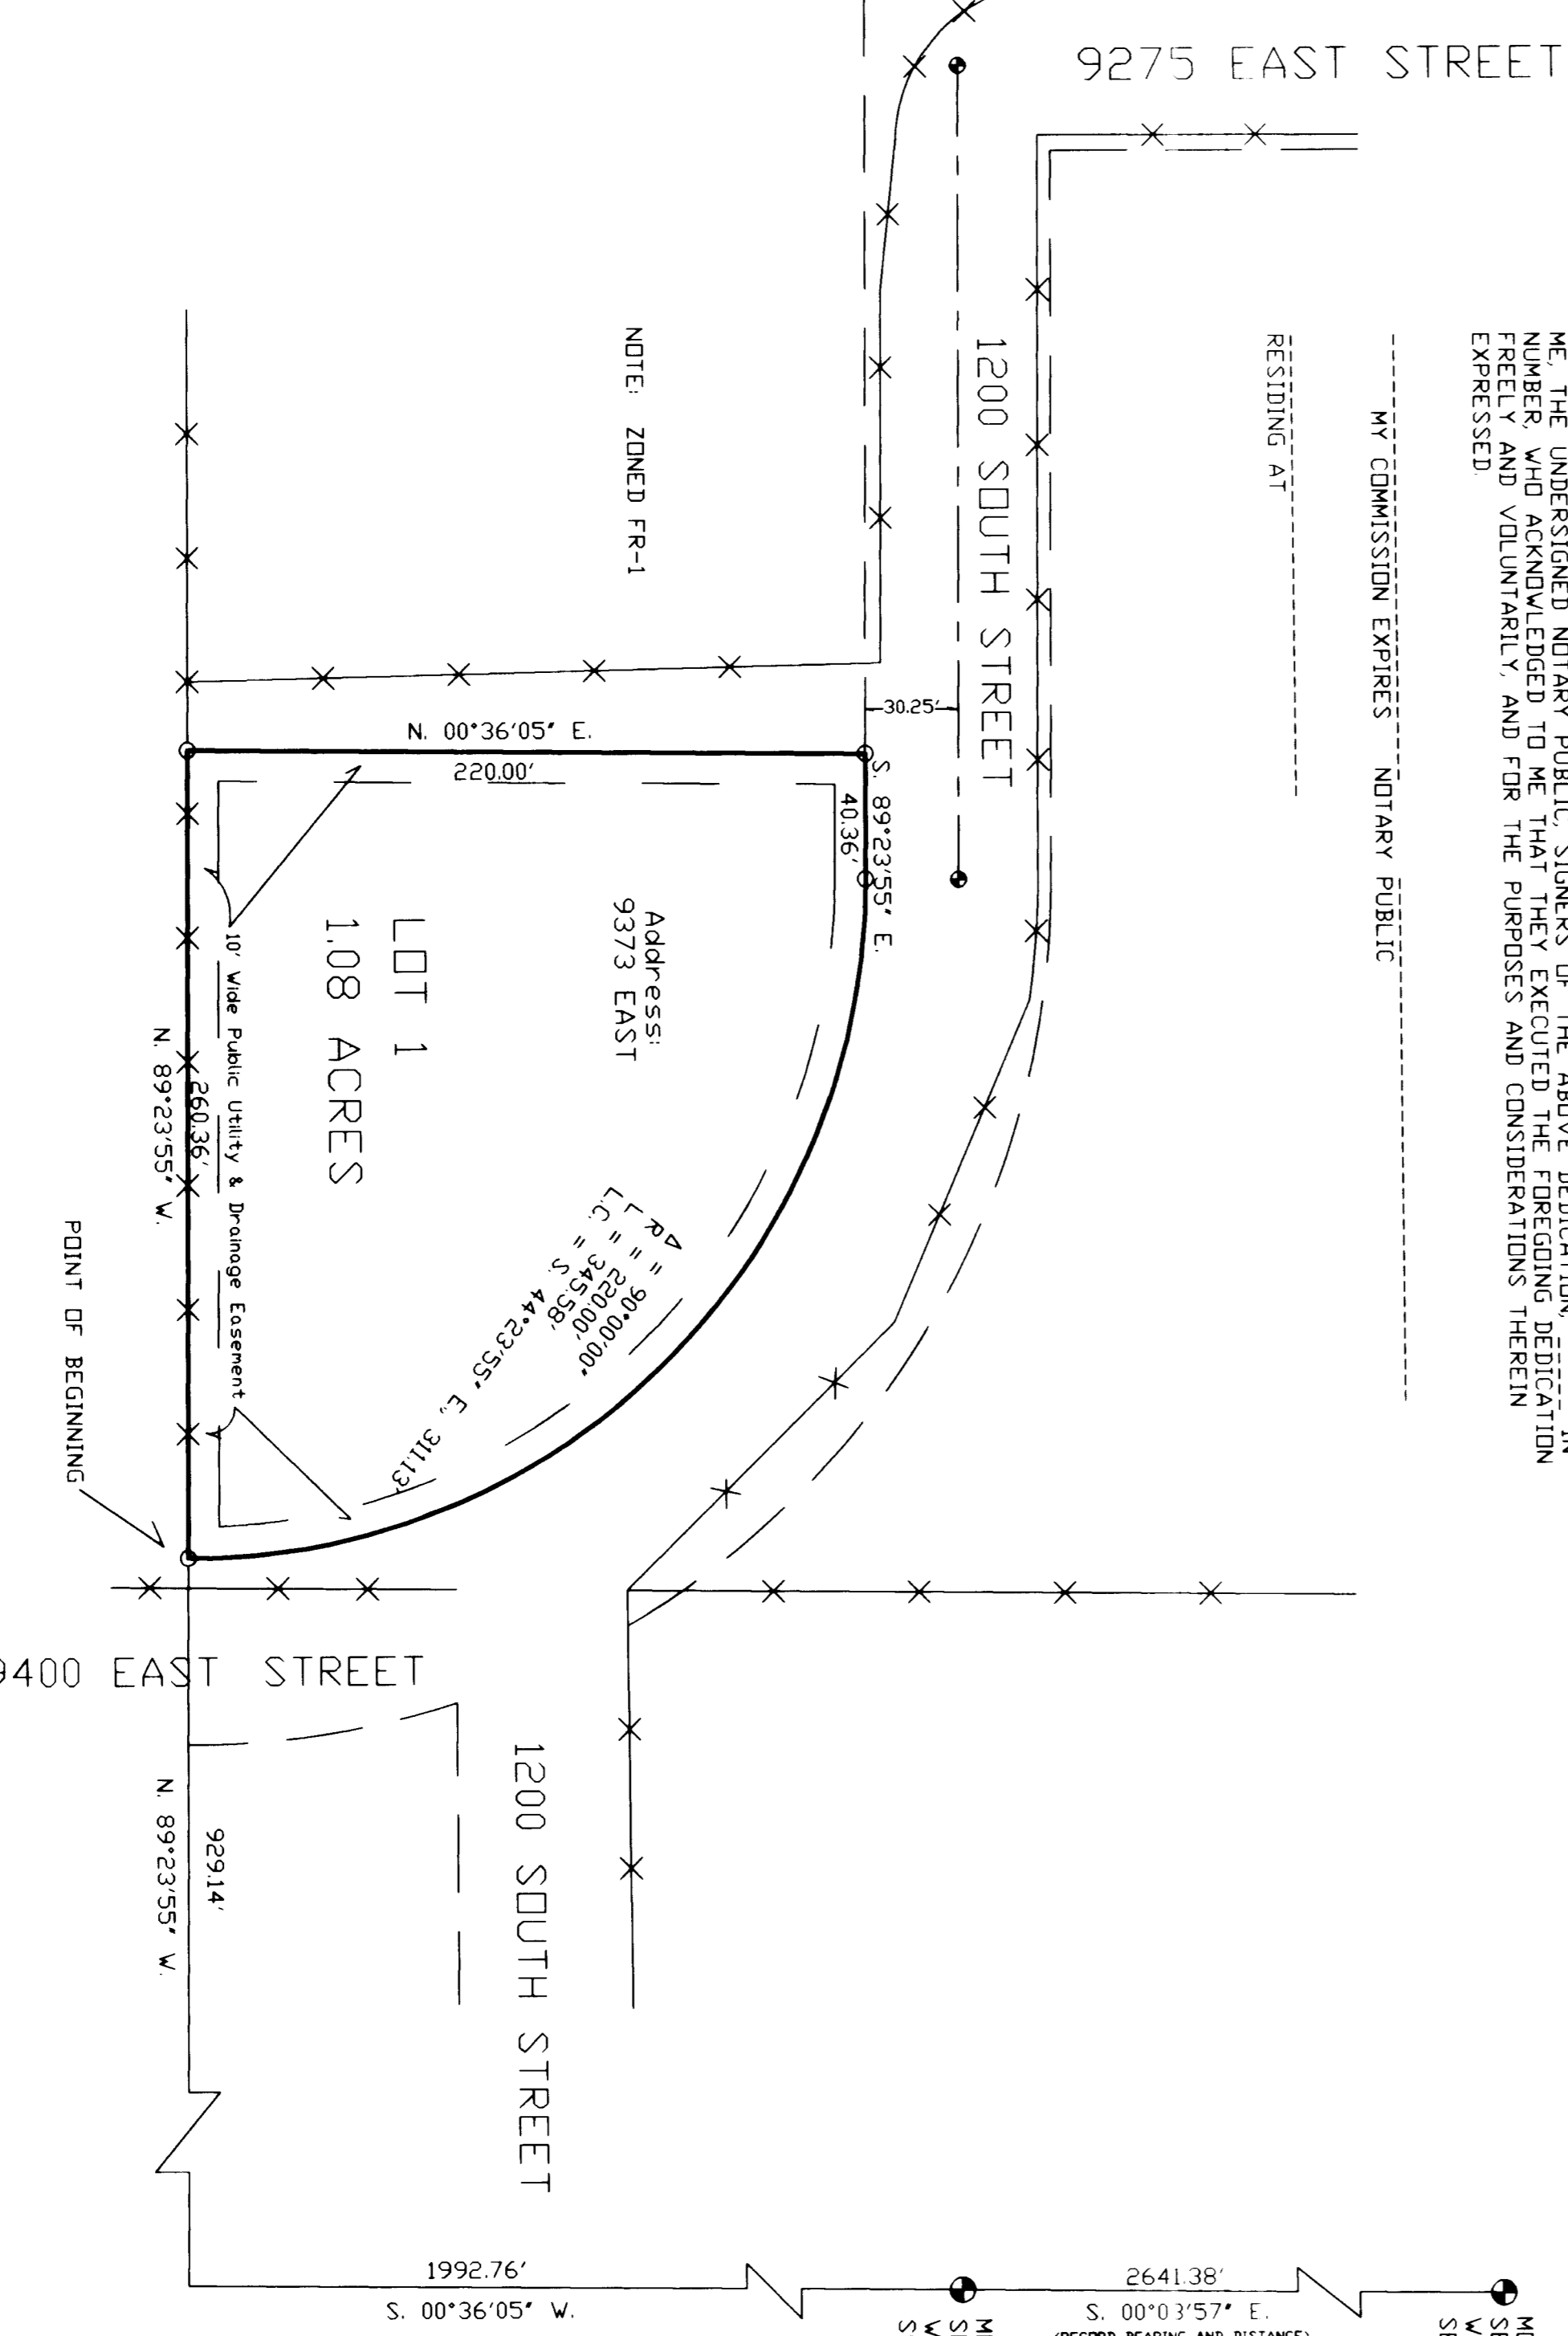 9275 EAST STREET
ME, THE UNDERSIGNED NOTARY PUBLIC, SIGNERS OF THE ABOVE DEDICATION, ------ IN
NUMBER, WHO ACKNOWLEDGED TO ME THAT THEY EXECUTED THE FOREGOING DEDICATION
FREELY AND VOLUNTARILY, AND FOR THE PURPOSES AND CONSIDERATIONS THEREIN
EXPRESSED.
MY COMMISSION EXPIRES NOTARY PUBLIC
RESIDING AT
1200 SOUTH STREET
NOTE: ZONED FR-1
30.25'
N. 00°36'05" E.
220.00'
S. 89°23'55" E.
40.36'
Address:
9373 EAST
LOT 1
1.08 ACRES
10' Wide Public Utility & Drainage Easement
260.36'
N. 89°23'55" W.
Δ = 90°00'00"
R = 220.00'
L = 345.58'
L.C. = S. 44°23'55" E., 311.13'
POINT OF BEGINNING
9400 EAST STREET
1200 SOUTH STREET
929.14'
N. 89°23'55" W.
1992.76'
S. 00°36'05" W.
2641.38'
S. 00°03'57" E.
(RECORD BEARING AND DISTANCE)